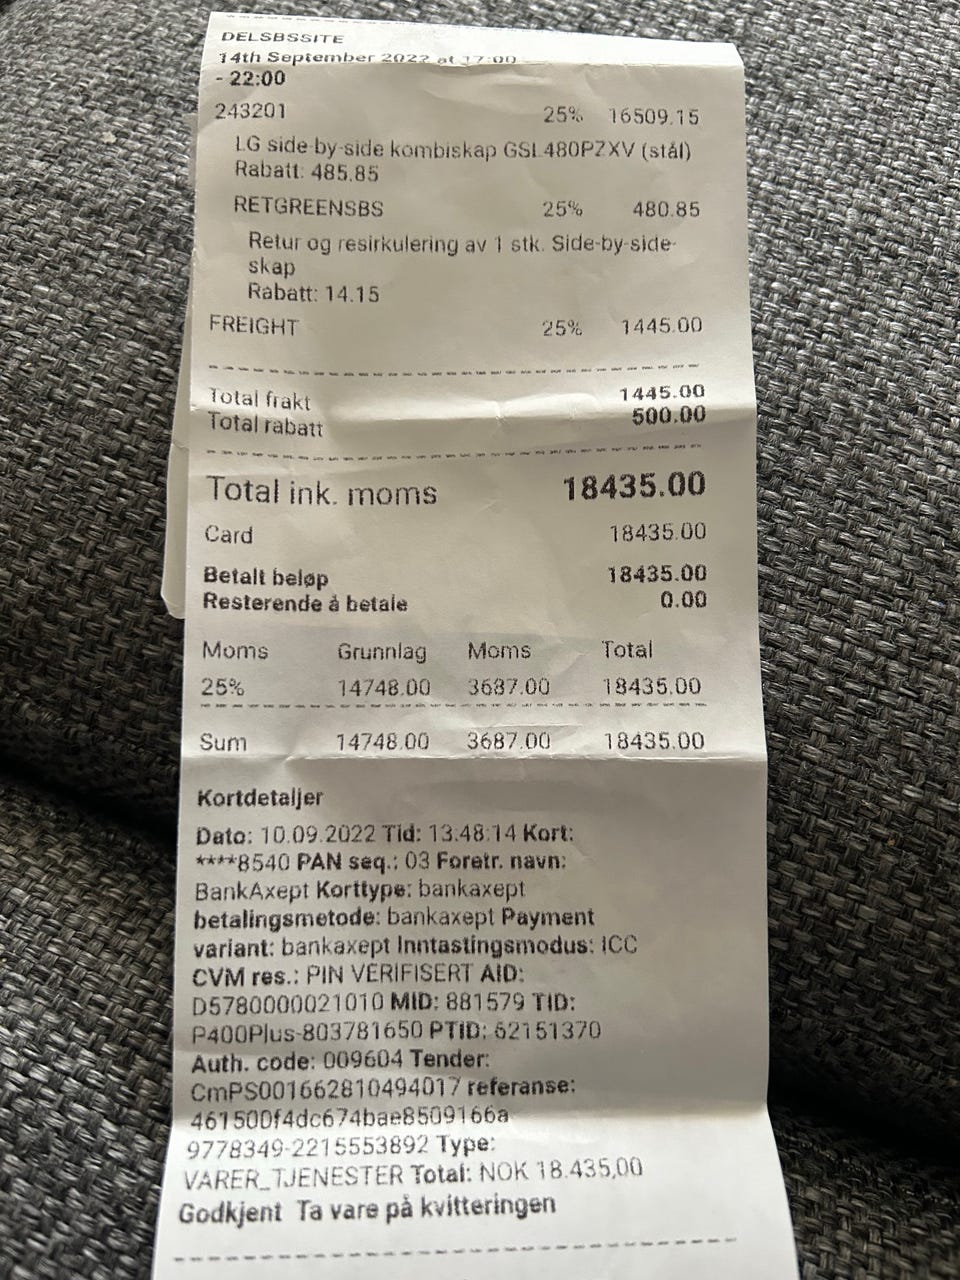 DELSBSSITE
14th September 2022 at 17:00
- 22:00
243201 25% 16509.15
LG side-by-side kombiskap GSL480PZXV (stål)
Rabatt: 485.85
RETGREENSBS 25% 480.85
Retur og resirkulering av 1 stk. Side-by-side-
skap
Rabatt: 14.15
FREIGHT 25% 1445.00
Total frakt 1445.00
Total rabatt 500.00
Total ink. moms 18435.00
Card 18435.00
Betalt beløp 18435.00
Resterende å betale 0.00
Moms Grunnlag Moms Total
25% 14748.00 3687.00 18435.00
Sum 14748.00 3687.00 18435.00
Kortdetaljer
Dato: 10.09.2022 Tid: 13:48:14 Kort:
****8540 PAN seq.: 03 Foretr. navn:
BankAxept Korttype: bankaxept
betalingsmetode: bankaxept Payment
variant: bankaxept Inntastingsmodus: ICC
CVM res.: PIN VERIFISERT AID:
D5780000021010 MID: 881579 TID:
P400Plus-803781650 PTID: 62151370
Auth. code: 009604 Tender:
CmPS001662810494017 referanse:
461500f4dc674bae8509166a
9778349-2215553892 Type:
VARER_TJENESTER Total: NOK 18.435,00
Godkjent Ta vare på kvitteringen